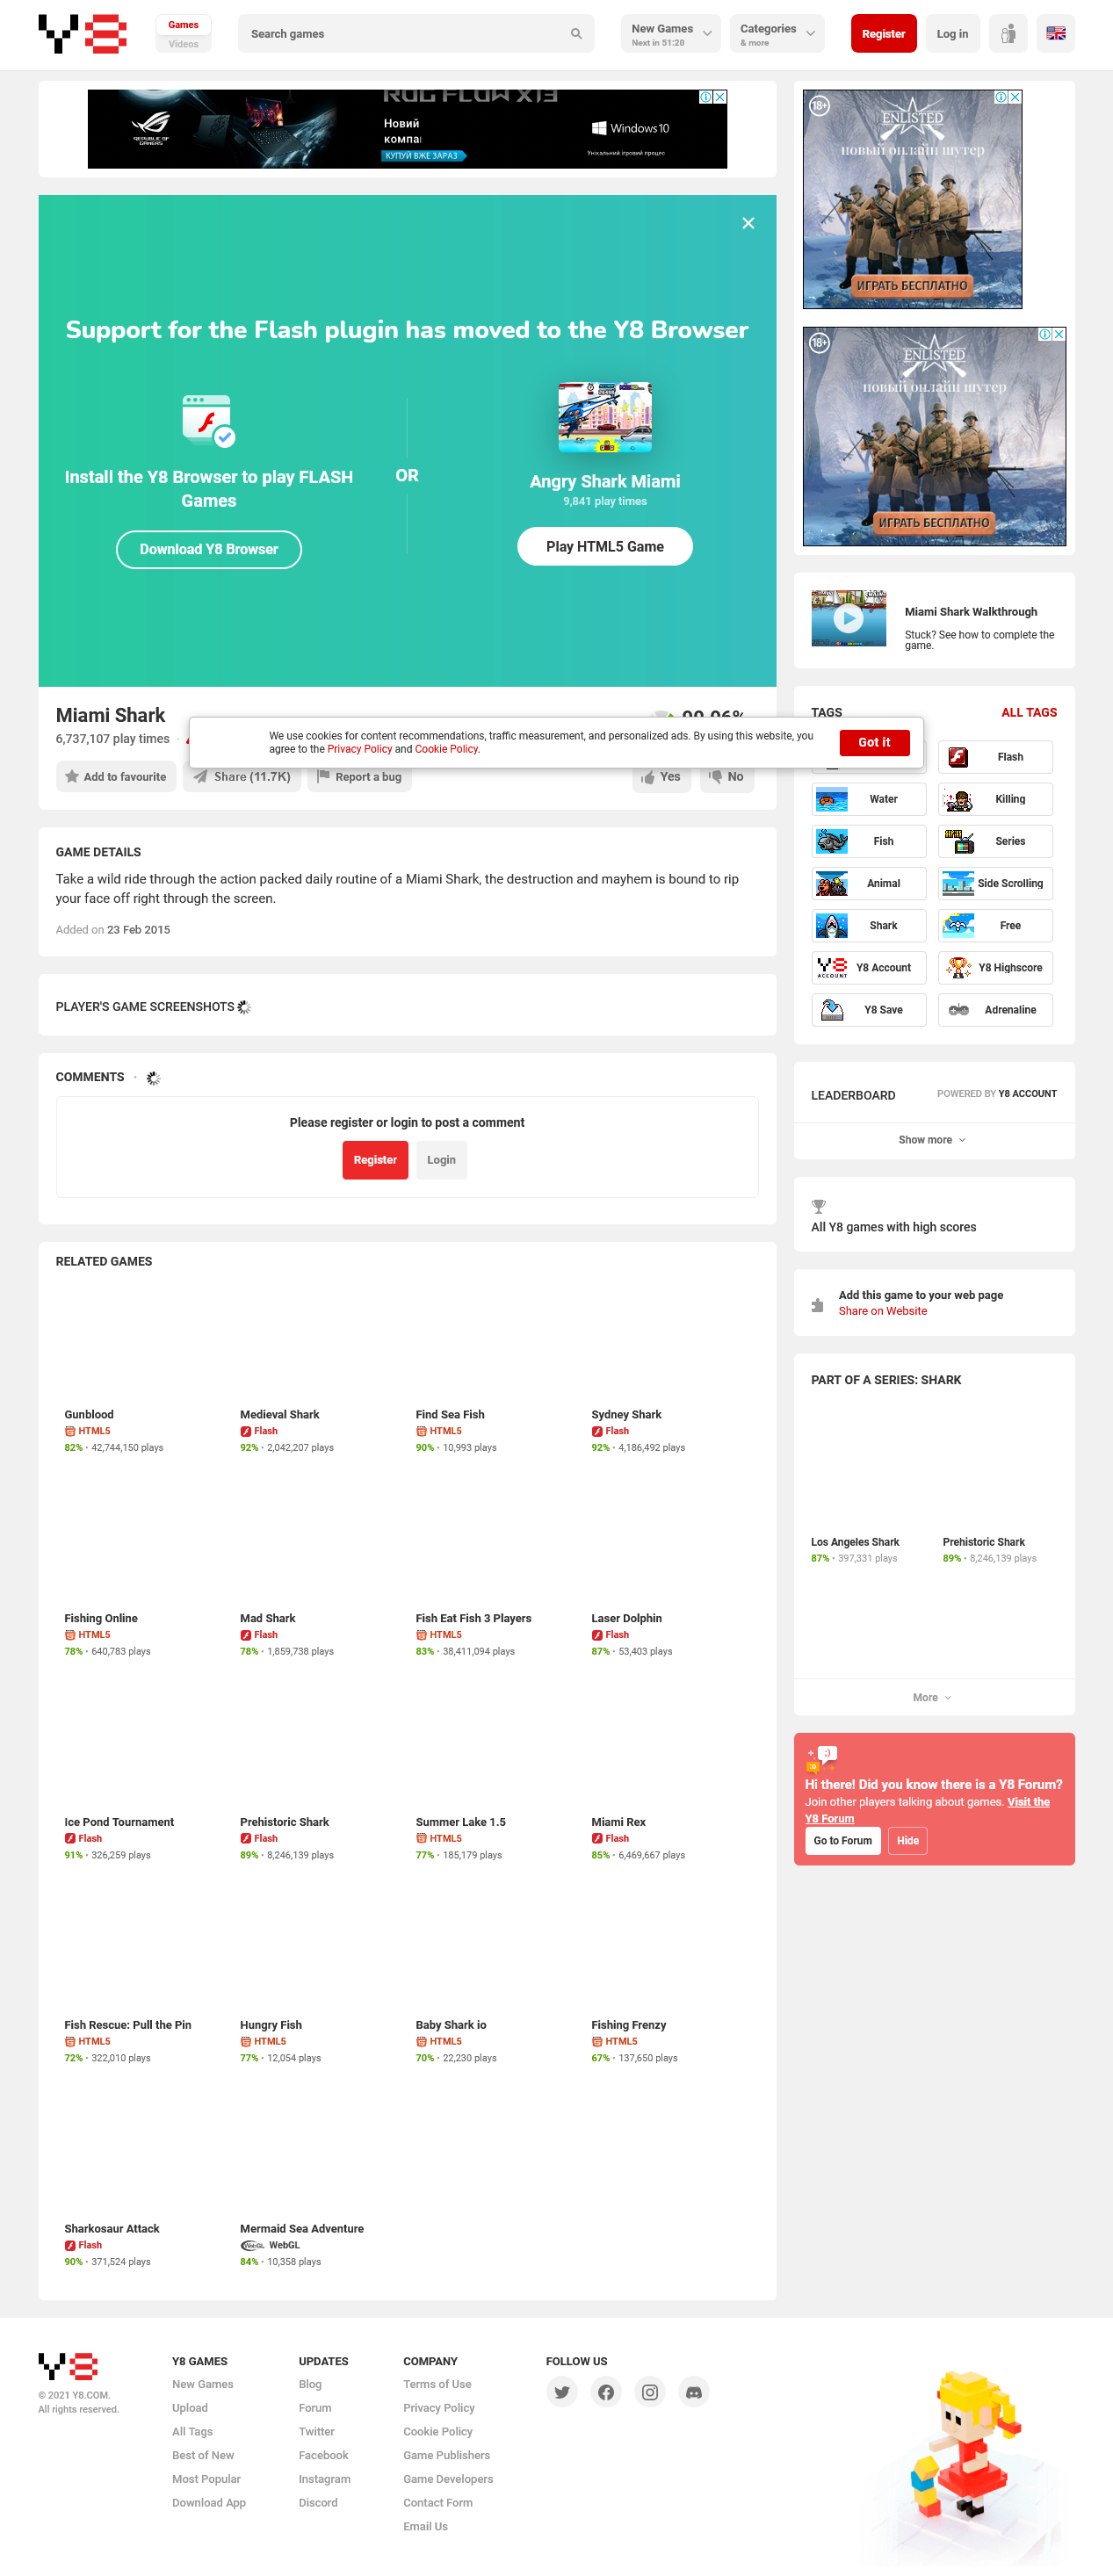 Games
Videos
Search games
New Games
Next in 51:20
Categories
& more
Register
Log in
REPUBLIC OF
GAMERS
ROG FLOW X13
Новий
компа
КУПУЙ ВЖЕ ЗАРАЗ
Windows 10
Унікальний ігровий процес
18+
ENLISTED
новый онлайн шутер
ИГРАТЬ БЕСПЛАТНО
18+
ENLISTED
новый онлайн шутер
ИГРАТЬ БЕСПЛАТНО
Support for the Flash plugin has moved to the Y8 Browser
Install the Y8 Browser to play FLASH
Games
Download Y8 Browser
OR
Angry Shark Miami
9,841 play times
Play HTML5 Game
Miami Shark Walkthrough
Stuck? See how to complete the
game.
Miami Shark
6,737,107 play times
We use cookies for content recommendations, traffic measurement, and personalized ads. By using this website, you
agree to the Privacy Policy and Cookie Policy.
Got it
Add to favourite
Share (11.7K)
Report a bug
Yes
No
TAGS
ALL TAGS
Flash
Water
Killing
Fish
Series
Animal
Side Scrolling
Shark
Free
Y8 Account
Y8 Highscore
Y8 Save
Adrenaline
GAME DETAILS
Take a wild ride through the action packed daily routine of a Miami Shark, the destruction and mayhem is bound to rip
your face off right through the screen.
Added on 23 Feb 2015
PLAYER'S GAME SCREENSHOTS
COMMENTS
Please register or login to post a comment
Register
Login
LEADERBOARD
POWERED BY Y8 ACCOUNT
Show more
All Y8 games with high scores
Add this game to your web page
Share on Website
PART OF A SERIES: SHARK
Los Angeles Shark
87% • 397,331 plays
Prehistoric Shark
89% • 8,246,139 plays
More
Hi there! Did you know there is a Y8 Forum?
Join other players talking about games. Visit the
Y8 Forum
Go to Forum
Hide
RELATED GAMES
Gunblood
HTML5
82% • 42,744,150 plays
Medieval Shark
Flash
92% • 2,042,207 plays
Find Sea Fish
HTML5
90% • 10,993 plays
Sydney Shark
Flash
92% • 4,186,492 plays
Fishing Online
HTML5
78% • 640,783 plays
Mad Shark
Flash
78% • 1,859,738 plays
Fish Eat Fish 3 Players
HTML5
83% • 38,411,094 plays
Laser Dolphin
Flash
87% • 53,403 plays
Ice Pond Tournament
Flash
91% • 326,259 plays
Prehistoric Shark
Flash
89% • 8,246,139 plays
Summer Lake 1.5
HTML5
77% • 185,179 plays
Miami Rex
Flash
85% • 6,469,667 plays
Fish Rescue: Pull the Pin
HTML5
72% • 322,010 plays
Hungry Fish
HTML5
77% • 12,054 plays
Baby Shark io
HTML5
70% • 22,230 plays
Fishing Frenzy
HTML5
67% • 137,650 plays
Sharkosaur Attack
Flash
90% • 371,524 plays
Mermaid Sea Adventure
WebGL
84% • 10,358 plays
© 2021 Y8.COM.
All rights reserved.
Y8 GAMES
New Games
Upload
All Tags
Best of New
Most Popular
Download App
UPDATES
Blog
Forum
Twitter
Facebook
Instagram
Discord
COMPANY
Terms of Use
Privacy Policy
Cookie Policy
Game Publishers
Game Developers
Contact Form
Email Us
FOLLOW US